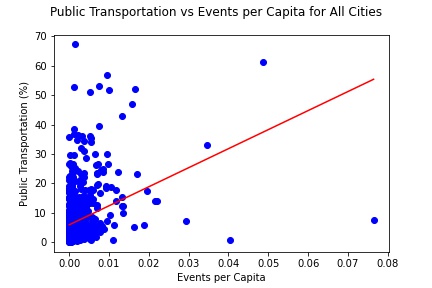 Public Transportation vs Events per Capita for All Cities
Public Transportation (%)
70
60
50
40
30
20
10
0
0.00 0.01 0.02 0.03 0.04 0.05 0.06 0.07 0.08
Events per Capita